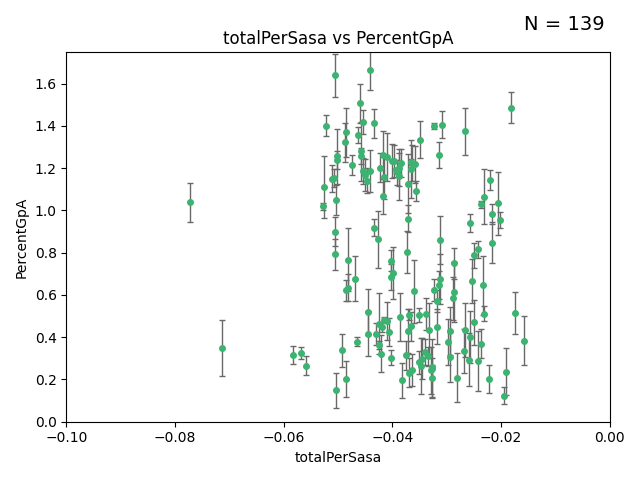 N = 139
totalPerSasa vs PercentGpA
PercentGpA
1.6
1.4
1.2
1.0
0.8
0.6
0.4
0.2
0.0
−0.10 −0.08 −0.06 −0.04 −0.02 0.00
totalPerSasa